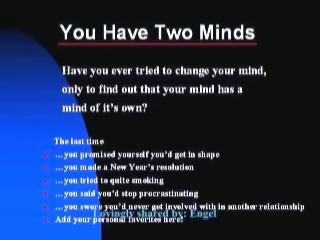 You Have Two Minds
Have you ever tried to change your mind,
only to find out that your mind has a
mind of it's own?
The last time
...you promised yourself you'd get in shape
...you made a New Year's resolution
...you tried to quite smoking
...you said you'd stop procrastinating
...you swore you'd never get involved with in another relationship
Lovingly shared by: Engel
Add your personal favorites here!